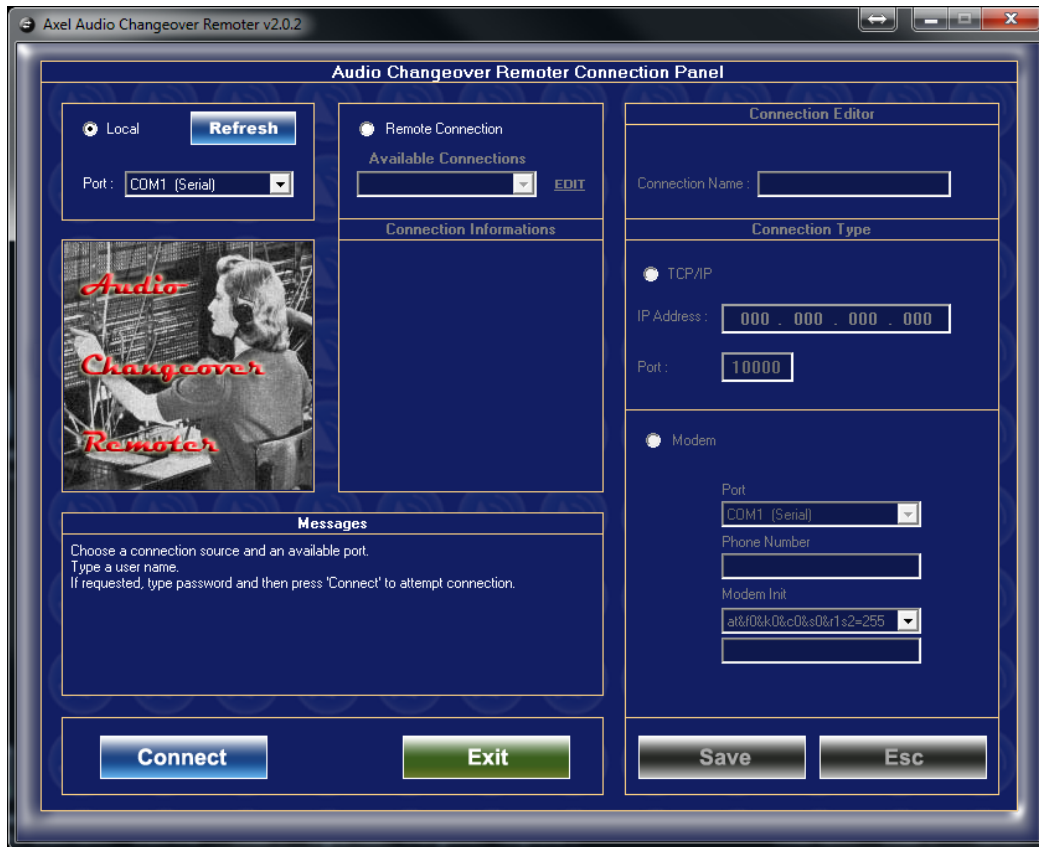 Axel Audio Changeover Remoter v2.0.2
Audio Changeover Remoter Connection Panel
Local
Refresh
Port :
COM1 (Serial)
Remote Connection
Available Connections
EDIT
Connection Informations
Audio
Changeover
Remoter
Messages
Choose a connection source and an available port.
Type a user name.
If requested, type password and then press 'Connect' to attempt connection.
Connect
Exit
Connection Editor
Connection Name :
Connection Type
TCP/IP
IP Address :
000 . 000 . 000 . 000
Port :
10000
Modem
Port
COM1 (Serial)
Phone Number
Modem Init
at&f0&k0&c0&s0&r1s2=255
Save
Esc